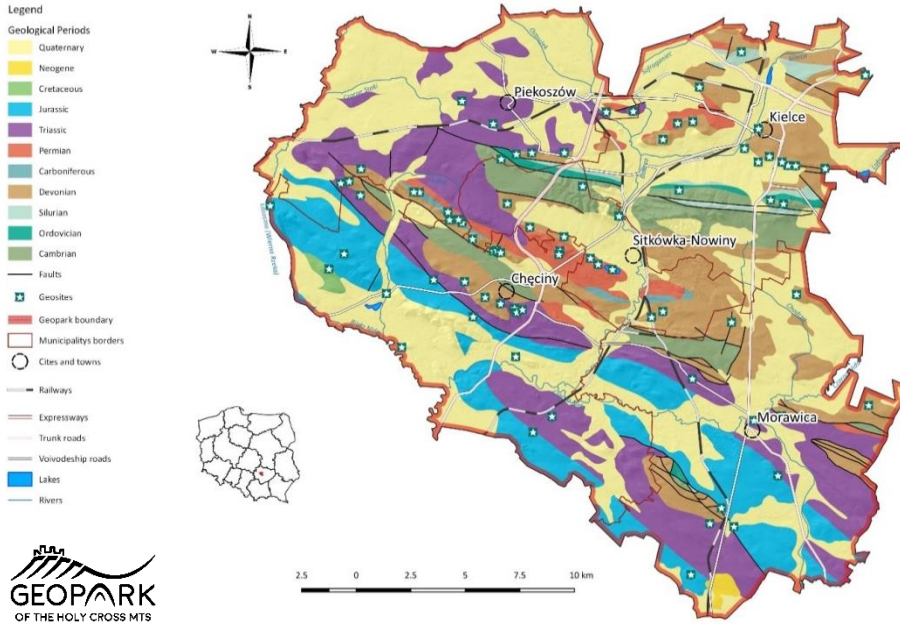 Legend
Geological Periods
Quaternary
Neogene
Cretaceous
Jurassic
Triassic
Permian
Carboniferous
Devonian
Silurian
Ordovician
Cambrian
Faults
Geosites
Geopark boundary
Municipalitys borders
Cites and towns
Railways
Expressways
Trunk roads
Voivodeship roads
Lakes
Rivers
N
W
E
S
Piekoszów
Kielce
Sitkówka-Nowiny
Chęciny
Morawica
2.5 0 2.5 5 7.5 10 km
GEOPARK
OF THE HOLY CROSS MTS